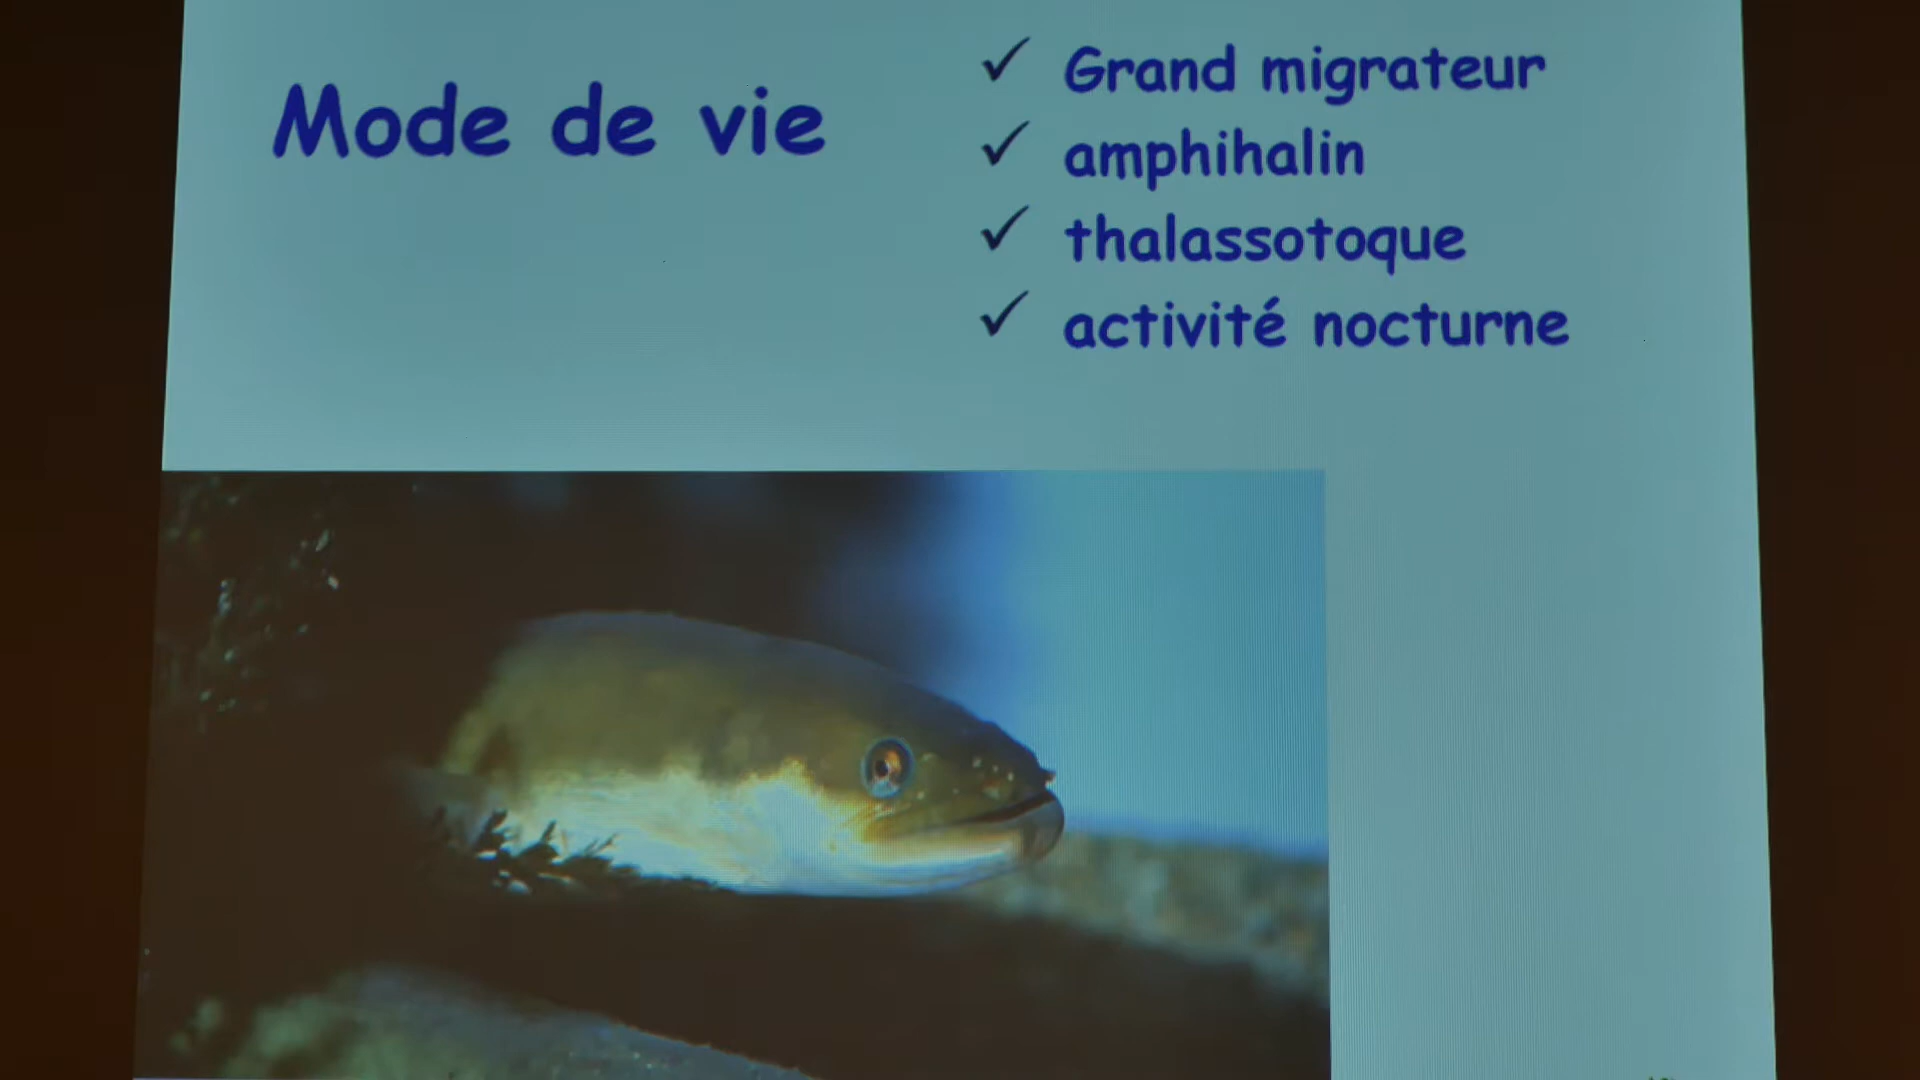 Mode de vie
✓ Grand migrateur
✓ amphihalin
✓ thalassotoque
✓ activité nocturne